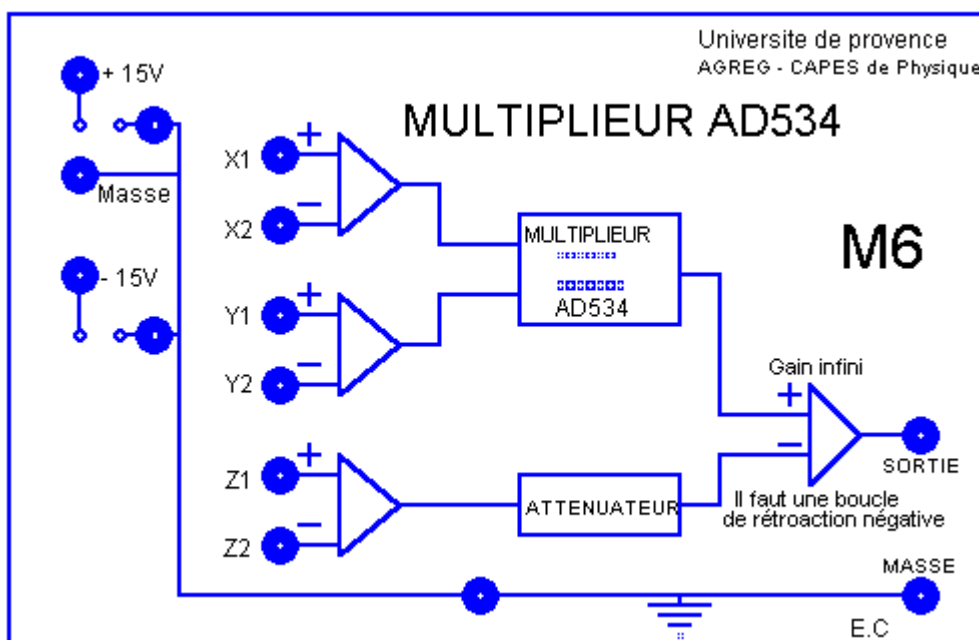 Universite de provence
AGREG - CAPES de Physique
MULTIPLIEUR AD534
M6
+ 15V
Masse
- 15V
X1
+
X2
−
Y1
+
Y2
−
Z1
+
Z2
−
MULTIPLIEUR
AD534
ATTENUATEUR
Gain infini
+
−
SORTIE
Il faut une boucle
de rétroaction négative
MASSE
E.C